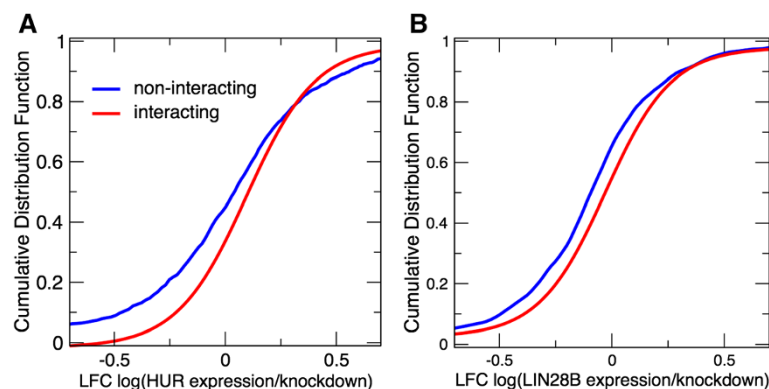 A
B
Cumulative Distribution Function
1
0.8
0.6
0.4
0.2
0
non-interacting
interacting
-0.5
0
0.5
LFC log(HUR expression/knockdown)
Cumulative Distribution Function
1
0.8
0.6
0.4
0.2
0
-0.5
0
0.5
LFC log(LIN28B expression/knockdown)